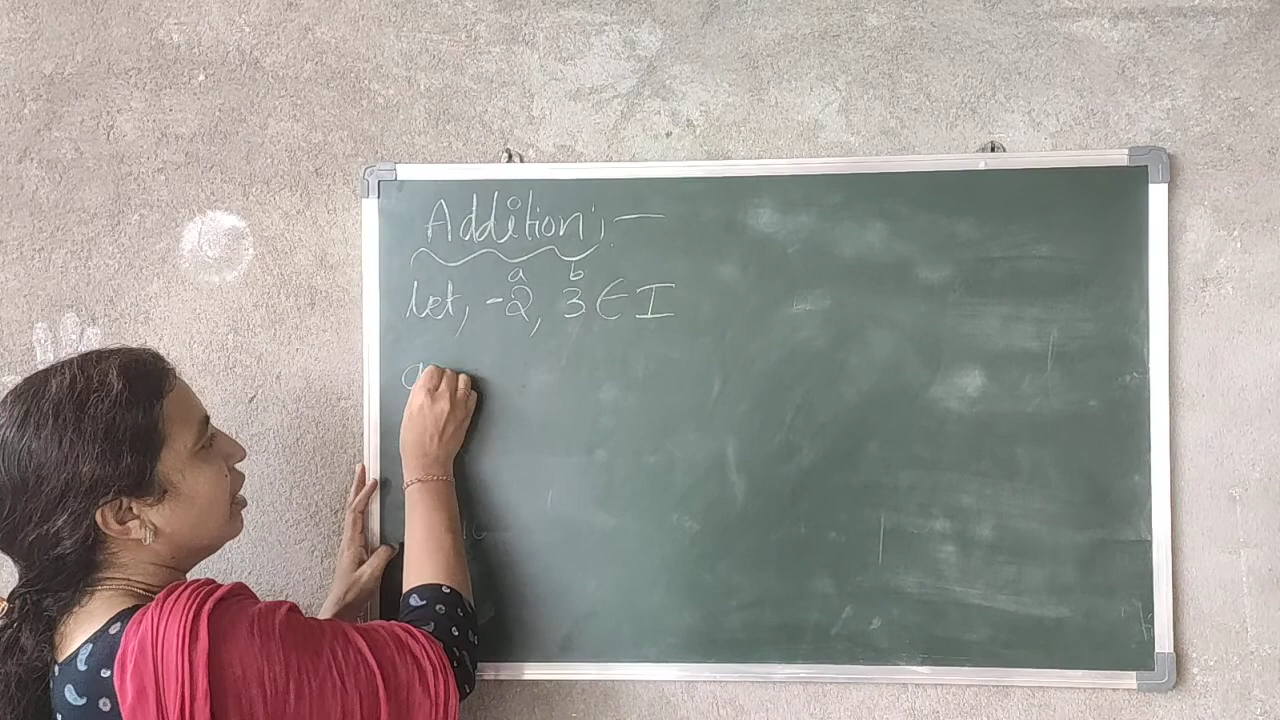 Addition :—
a b
let, -2, 3 ∈ I
a